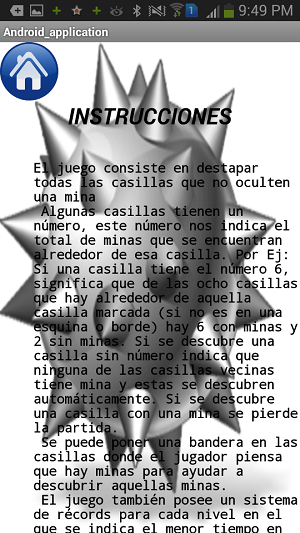 9:49 PM
Android_application
INSTRUCCIONES
El juego consiste en destapar
todas las casillas que no oculten
una mina
Algunas casillas tienen un
número, este número nos indica el
total de minas que se encuentran
alrededor de esa casilla. Por Ej:
Si una casilla tiene el número 6,
significa que de las ocho casillas
que hay alrededor de aquella
casilla marcada (si no es en una
esquina o borde) hay 6 con minas y
2 sin minas. Si se descubre una
casilla sin número indica que
ninguna de las casillas vecinas
tiene mina y estas se descubren
automáticamente. Si se descubre
una casilla con una mina se pierde
la partida.
Se puede poner una bandera en las
casillas donde el jugador piensa
que hay minas para ayudar a
descubrir aquellas minas.
El juego también posee un sistema
de récords para cada nivel en el
que se indica el menor tiempo en